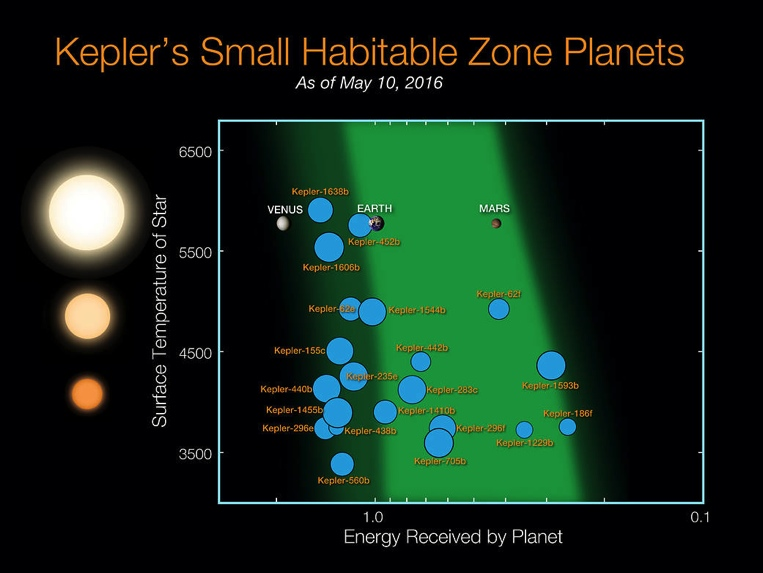 Kepler's Small Habitable Zone Planets
As of May 10, 2016
6500
5500
4500
3500
Surface Temperature of Star
Kepler-1638b
VENUS
EARTH
MARS
Kepler-452b
Kepler-1606b
Kepler-62f
Kepler-62e
Kepler-1544b
Kepler-442b
Kepler-155c
Kepler-235e
Kepler-1593b
Kepler-440b
Kepler-283c
Kepler-1455b
Kepler-1410b
Kepler-186f
Kepler-296e
Kepler-438b
Kepler-296f
Kepler-1229b
Kepler-705b
Kepler-560b
1.0
0.1
Energy Received by Planet